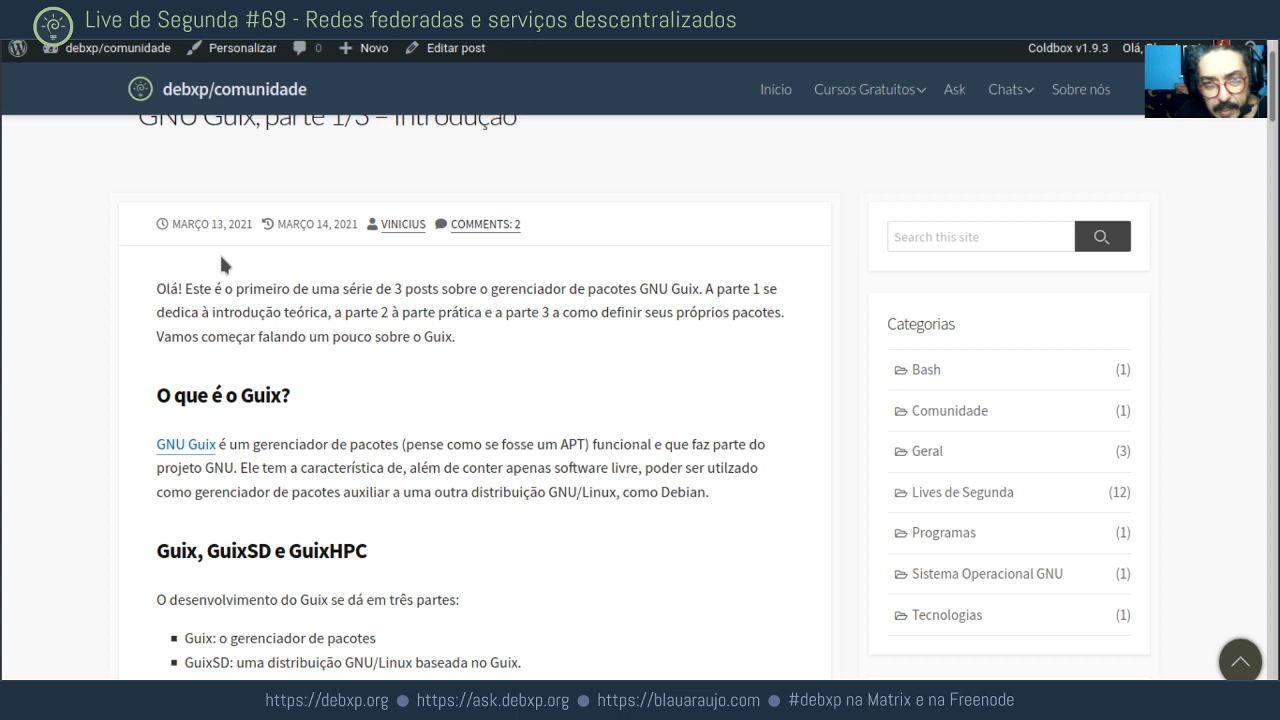 Live de Segunda #69 - Redes federadas e serviços descentralizados
debxp/comunidade Personalizar 0 Novo Editar post Coldbox v1.9.3
debxp/comunidade Início Cursos Gratuitos Ask Chats Sobre nós
GNU Guix, parte 1/3 – Introdução
MARÇO 13, 2021 MARÇO 14, 2021 VINICIUS COMMENTS: 2
Search this site
Olá! Este é o primeiro de uma série de 3 posts sobre o gerenciador de pacotes GNU Guix. A parte 1 se
dedica à introdução teórica, a parte 2 à parte prática e a parte 3 a como definir seus próprios pacotes.
Vamos começar falando um pouco sobre o Guix.
O que é o Guix?
GNU Guix é um gerenciador de pacotes (pense como se fosse um APT) funcional e que faz parte do
projeto GNU. Ele tem a característica de, além de conter apenas software livre, poder ser utilzado
como gerenciador de pacotes auxiliar a uma outra distribuição GNU/Linux, como Debian.
Guix, GuixSD e GuixHPC
O desenvolvimento do Guix se dá em três partes:
Guix: o gerenciador de pacotes
GuixSD: uma distribuição GNU/Linux baseada no Guix.
Categorias
Bash (1)
Comunidade (1)
Geral (3)
Lives de Segunda (12)
Programas (1)
Sistema Operacional GNU (1)
Tecnologias (1)
https://debxp.org https://ask.debxp.org https://blauaraujo.com #debxp na Matrix e na Freenode